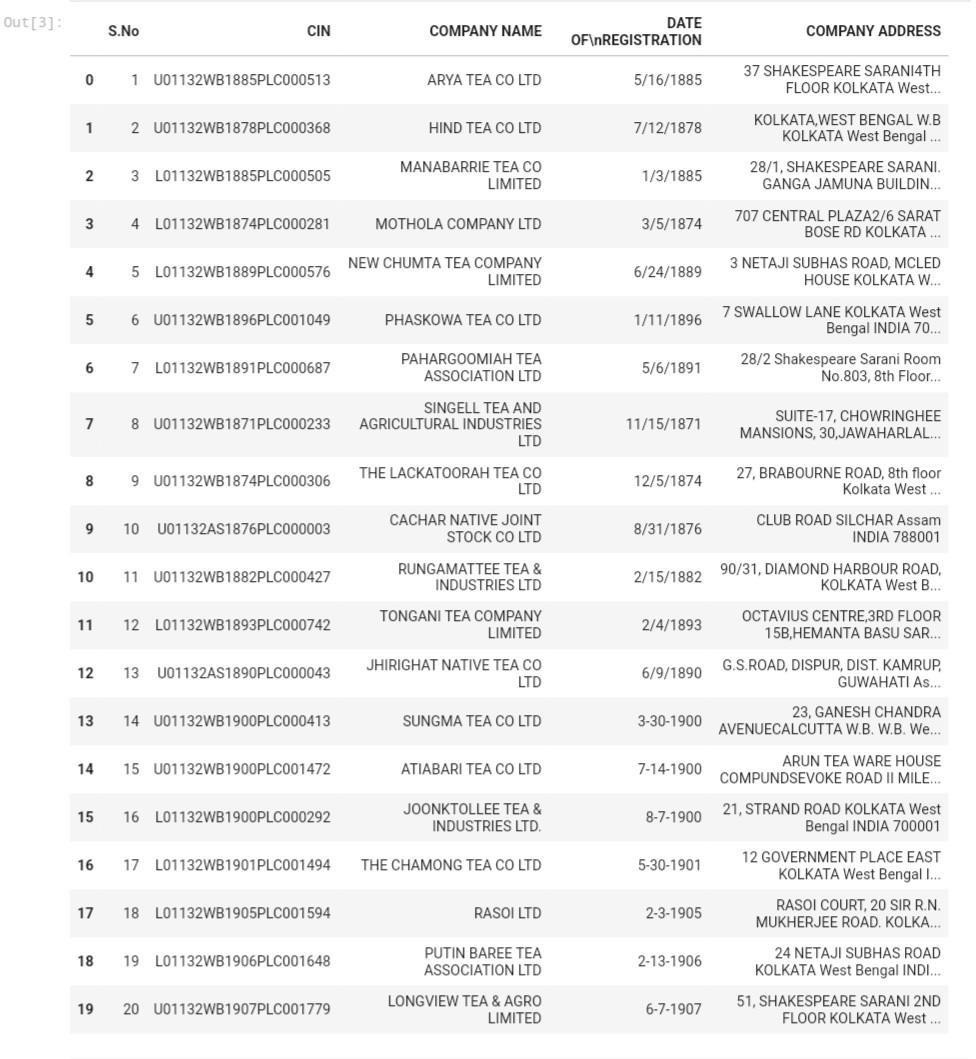 Out[3]:
S.No CIN COMPANY NAME DATE OF\nREGISTRATION COMPANY ADDRESS
0 1 U01132WB1885PLC000513 ARYA TEA CO LTD 5/16/1885 37 SHAKESPEARE SARANI4TH FLOOR KOLKATA West...
1 2 U01132WB1878PLC000368 HIND TEA CO LTD 7/12/1878 KOLKATA,WEST BENGAL W.B KOLKATA West Bengal ...
2 3 L01132WB1885PLC000505 MANABARRIE TEA CO LIMITED 1/3/1885 28/1, SHAKESPEARE SARANI. GANGA JAMUNA BUILDIN...
3 4 L01132WB1874PLC000281 MOTHOLA COMPANY LTD 3/5/1874 707 CENTRAL PLAZA2/6 SARAT BOSE RD KOLKATA ...
4 5 L01132WB1889PLC000576 NEW CHUMTA TEA COMPANY LIMITED 6/24/1889 3 NETAJI SUBHAS ROAD, MCLED HOUSE KOLKATA W...
5 6 U01132WB1896PLC001049 PHASKOWA TEA CO LTD 1/11/1896 7 SWALLOW LANE KOLKATA West Bengal INDIA 70...
6 7 L01132WB1891PLC000687 PAHARGOOMIAH TEA ASSOCIATION LTD 5/6/1891 28/2 Shakespeare Sarani Room No.803, 8th Floor...
7 8 U01132WB1871PLC000233 SINGELL TEA AND AGRICULTURAL INDUSTRIES LTD 11/15/1871 SUITE-17, CHOWRINGHEE MANSIONS, 30,JAWAHARLAL...
8 9 U01132WB1874PLC000306 THE LACKATOORAH TEA CO LTD 12/5/1874 27, BRABOURNE ROAD, 8th floor Kolkata West ...
9 10 U01132AS1876PLC000003 CACHAR NATIVE JOINT STOCK CO LTD 8/31/1876 CLUB ROAD SILCHAR Assam INDIA 788001
10 11 U01132WB1882PLC000427 RUNGAMATTEE TEA & INDUSTRIES LTD 2/15/1882 90/31, DIAMOND HARBOUR ROAD, KOLKATA West B...
11 12 L01132WB1893PLC000742 TONGANI TEA COMPANY LIMITED 2/4/1893 OCTAVIUS CENTRE,3RD FLOOR 15B,HEMANTA BASU SAR...
12 13 U01132AS1890PLC000043 JHIRIGHAT NATIVE TEA CO LTD 6/9/1890 G.S.ROAD, DISPUR, DIST. KAMRUP, GUWAHATI As...
13 14 U01132WB1900PLC000413 SUNGMA TEA CO LTD 3-30-1900 23, GANESH CHANDRA AVENUECALCUTTA W.B. W.B. We...
14 15 U01132WB1900PLC001472 ATIABARI TEA CO LTD 7-14-1900 ARUN TEA WARE HOUSE COMPUNDSEVOKE ROAD II MILE...
15 16 L01132WB1900PLC000292 JOONKTOLLEE TEA & INDUSTRIES LTD. 8-7-1900 21, STRAND ROAD KOLKATA West Bengal INDIA 700001
16 17 L01132WB1901PLC001494 THE CHAMONG TEA CO LTD 5-30-1901 12 GOVERNMENT PLACE EAST KOLKATA West Bengal I...
17 18 L01132WB1905PLC001594 RASOI LTD 2-3-1905 RASOI COURT, 20 SIR R.N. MUKHERJEE ROAD. KOLKA...
18 19 L01132WB1906PLC001648 PUTIN BAREE TEA ASSOCIATION LTD 2-13-1906 24 NETAJI SUBHAS ROAD KOLKATA West Bengal INDI...
19 20 U01132WB1907PLC001779 LONGVIEW TEA & AGRO LIMITED 6-7-1907 51, SHAKESPEARE SARANI 2ND FLOOR KOLKATA West ...